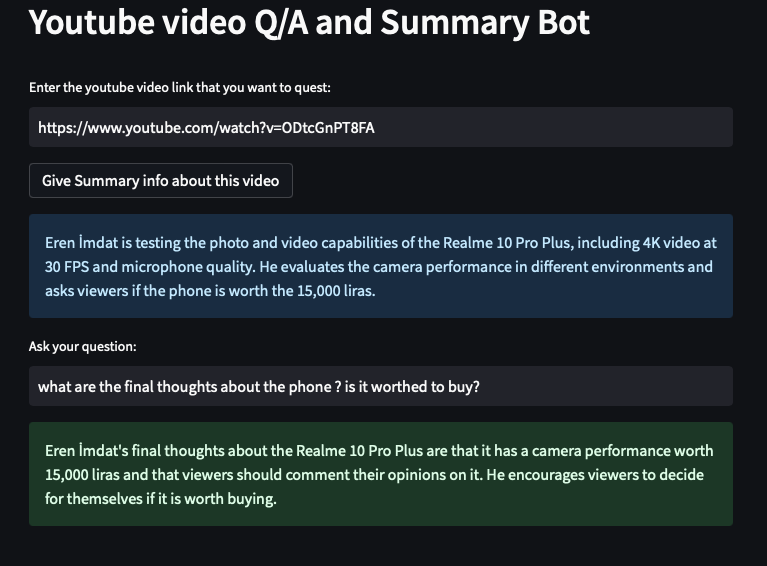 Youtube video Q/A and Summary Bot
Enter the youtube video link that you want to quest:
https://www.youtube.com/watch?v=ODtcGnPT8FA
Give Summary info about this video
Eren İmdat is testing the photo and video capabilities of the Realme 10 Pro Plus, including 4K video at
30 FPS and microphone quality. He evaluates the camera performance in different environments and
asks viewers if the phone is worth the 15,000 liras.
Ask your question:
what are the final thoughts about the phone ? is it worthed to buy?
Eren İmdat's final thoughts about the Realme 10 Pro Plus are that it has a camera performance worth
15,000 liras and that viewers should comment their opinions on it. He encourages viewers to decide
for themselves if it is worth buying.